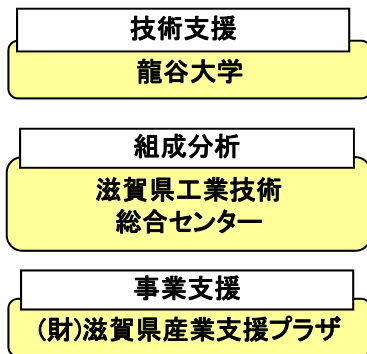 技術支援
龍谷大学
組成分析
滋賀県工業技術
総合センター
事業支援
(財)滋賀県産業支援プラザ